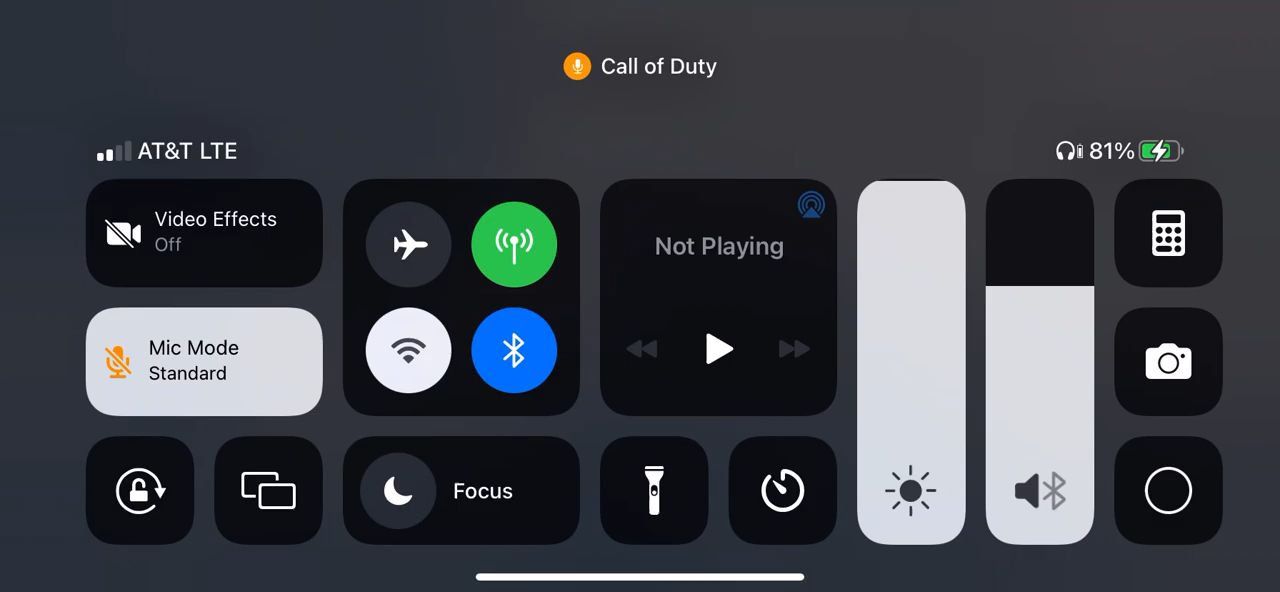 Call of Duty
AT&T LTE
81%
Video Effects
Off
Not Playing
Mic Mode
Standard
Focus